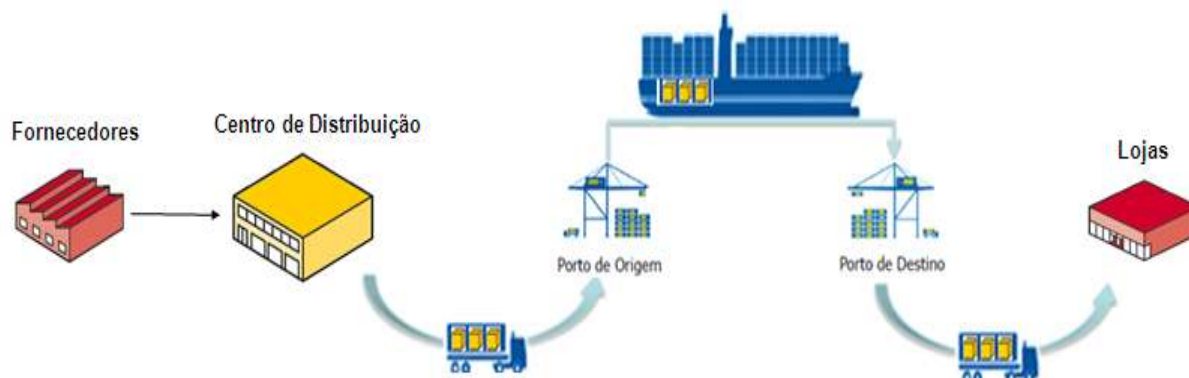 Fornecedores
Centro de Distribuição
Porto de Origem
Porto de Destino
Lojas